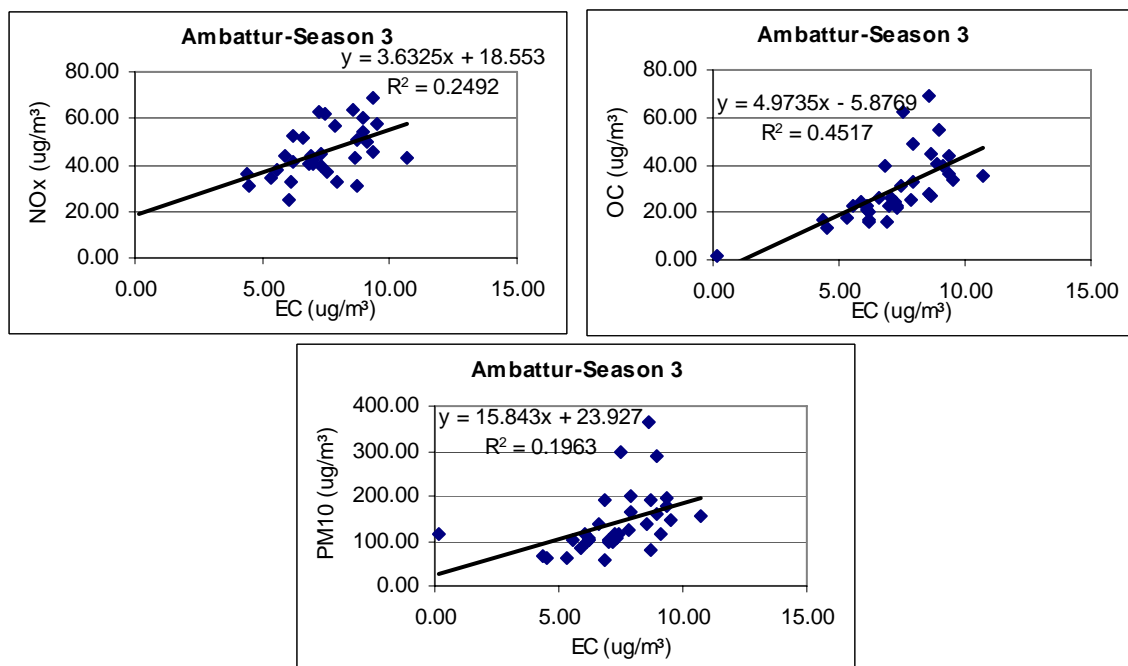 Ambattur-Season 3
y = 3.6325x + 18.553
R² = 0.2492
80.00
60.00
40.00
20.00
0.00
NOx (ug/m³)
0.00 5.00 10.00 15.00
EC (ug/m³)
Ambattur-Season 3
y = 4.9735x - 5.8769
R² = 0.4517
80.00
60.00
40.00
20.00
0.00
OC (ug/m³)
0.00 5.00 10.00 15.00
EC (ug/m³)
Ambattur-Season 3
y = 15.843x + 23.927
R² = 0.1963
400.00
300.00
200.00
100.00
0.00
PM10 (ug/m³)
0.00 5.00 10.00 15.00
EC (ug/m³)